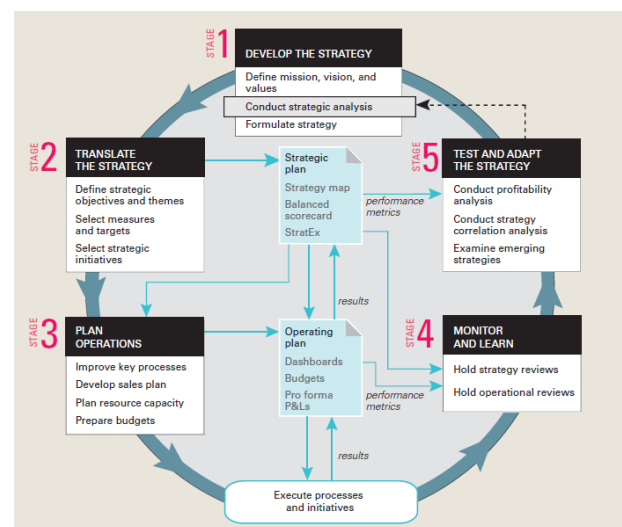 STAGE 1
DEVELOP THE STRATEGY
Define mission, vision, and
values
Conduct strategic analysis
Formulate strategy
STAGE 2
TRANSLATE
THE STRATEGY
Define strategic
objectives and themes
Select measures
and targets
Select strategic
initiatives
Strategic
plan
Strategy map
Balanced
scorecard
StratEx
performance
metrics
STAGE 5
TEST AND ADAPT
THE STRATEGY
Conduct profitability
analysis
Conduct strategy
correlation analysis
Examine emerging
strategies
results
STAGE 3
PLAN
OPERATIONS
Improve key processes
Develop sales plan
Plan resource capacity
Prepare budgets
Operating
plan
Dashboards
Budgets
Pro forma
P&Ls
performance
metrics
STAGE 4
MONITOR
AND LEARN
Hold strategy reviews
Hold operational reviews
results
Execute processes
and initiatives